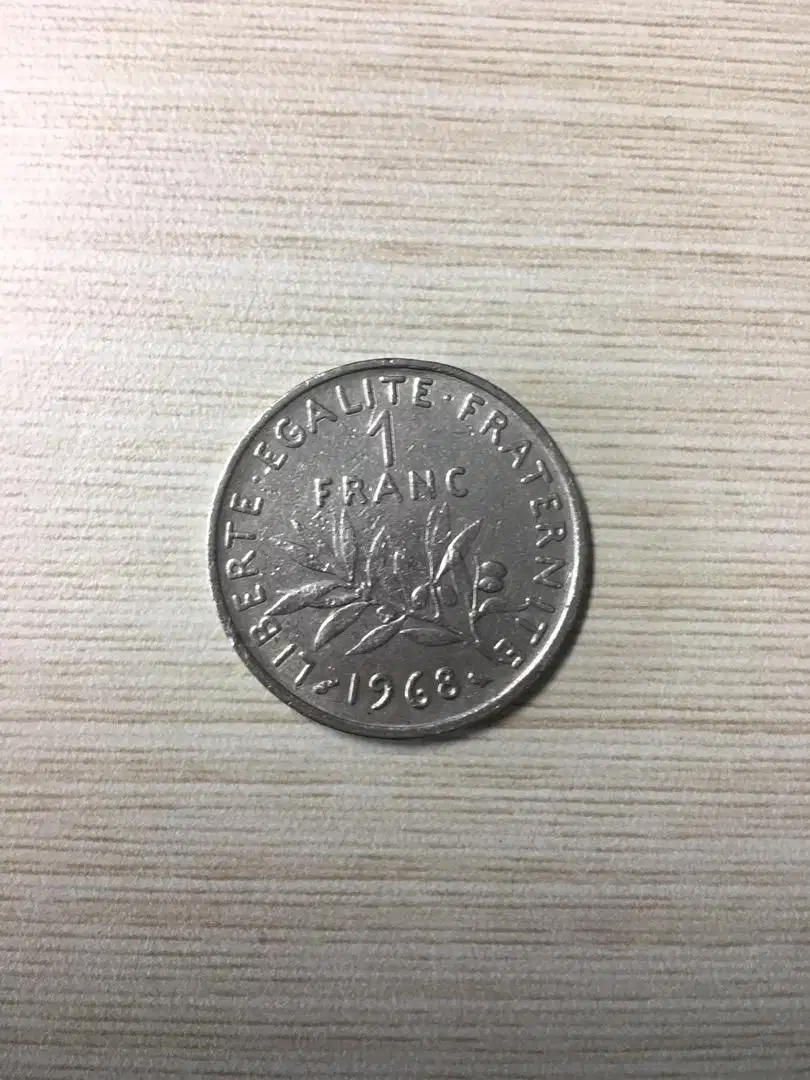 LIBERTE · EGALITE · FRATERNITE
1
FRANC
1968